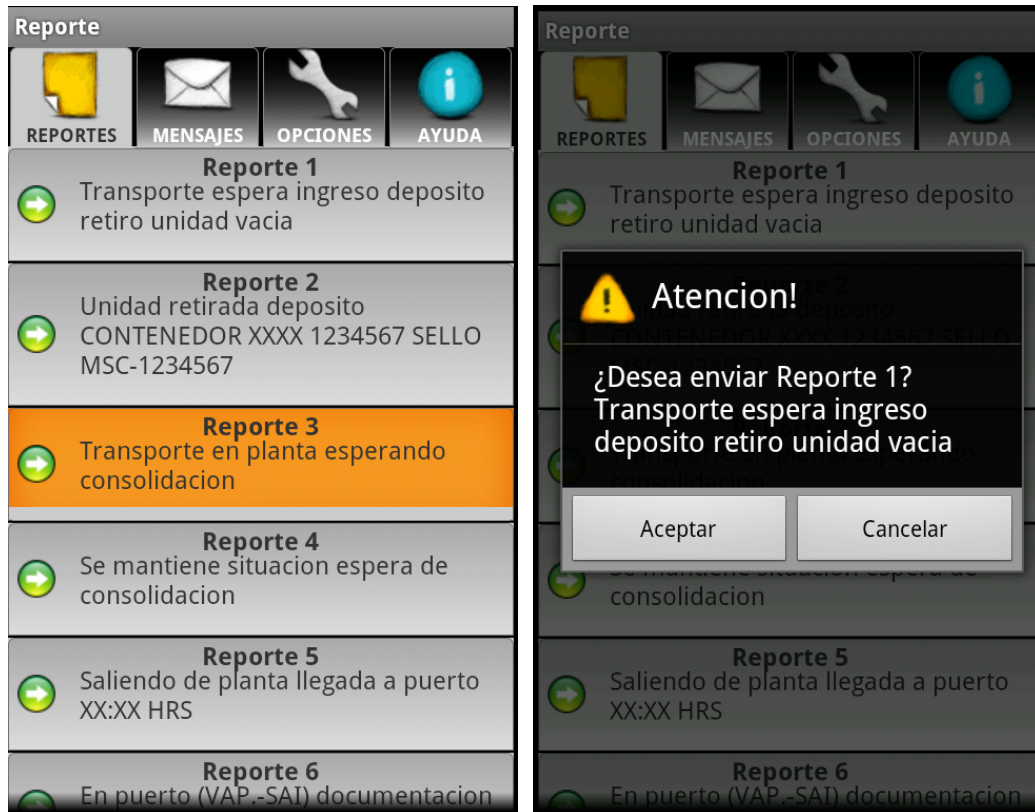 Reporte
REPORTES MENSAJES OPCIONES AYUDA
Reporte 1
Transporte espera ingreso deposito
retiro unidad vacia
Reporte 2
Unidad retirada deposito
CONTENEDOR XXXX 1234567 SELLO
MSC-1234567
Reporte 3
Transporte en planta esperando
consolidacion
Reporte 4
Se mantiene situacion espera de
consolidacion
Reporte 5
Saliendo de planta llegada a puerto
XX:XX HRS
Reporte 6
En puerto (VAP.-SAI) documentacion
Reporte
REPORTES MENSAJES OPCIONES AYUDA
Reporte 1
Transporte espera ingreso deposito
retiro unidad vacia
Atencion!
¿Desea enviar Reporte 1?
Transporte espera ingreso
deposito retiro unidad vacia
Aceptar Cancelar
Se mantiene situacion espera de
consolidacion
Reporte 5
Saliendo de planta llegada a puerto
XX:XX HRS
Reporte 6
En puerto (VAP.-SAI) documentacion